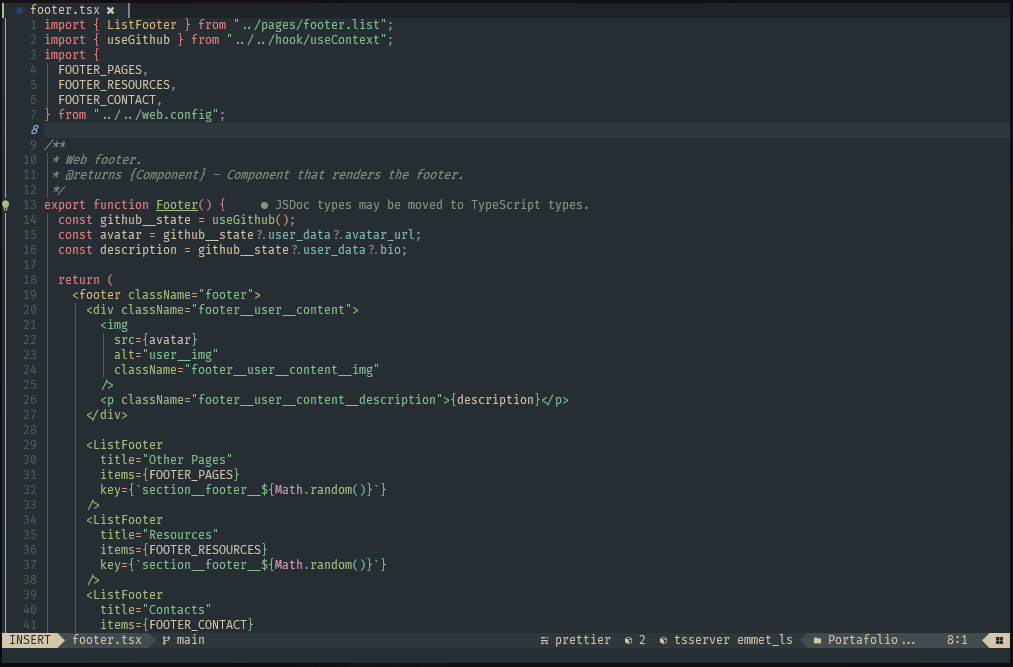 footer.tsx ✖
1 import { ListFooter } from "../pages/footer.list";
2 import { useGithub } from "../../hook/useContext";
3 import {
4   FOOTER_PAGES,
5   FOOTER_RESOURCES,
6   FOOTER_CONTACT,
7 } from "../../web.config";
8
9 /**
10  * Web footer.
11  * @returns {Component} - Component that renders the footer.
12  */
13 export function Footer() {     ● JSDoc types may be moved to TypeScript types.
14   const github__state = useGithub();
15   const avatar = github__state?.user_data?.avatar_url;
16   const description = github__state?.user_data?.bio;
17
18   return (
19     <footer className="footer">
20       <div className="footer__user__content">
21         <img
22           src={avatar}
23           alt="user__img"
24           className="footer__user__content__img"
25         />
26         <p className="footer__user__content__description">{description}</p>
27       </div>
28
29       <ListFooter
30         title="Other Pages"
31         items={FOOTER_PAGES}
32         key={`section__footer__${Math.random()}`}
33       />
34       <ListFooter
35         title="Resources"
36         items={FOOTER_RESOURCES}
37         key={`section__footer__${Math.random()}`}
38       />
39       <ListFooter
40         title="Contacts"
41         items={FOOTER_CONTACT}
INSERT footer.tsx main prettier 2 tsserver emmet_ls Portafolio... 8:1